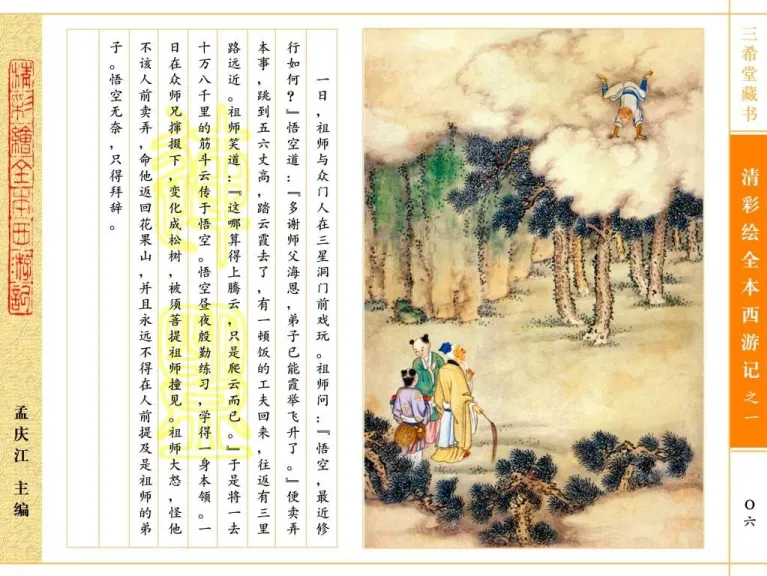 三希堂藏书
清彩绘全本西游记之一
〇六
一日，祖师与众门人在三星洞门前戏玩。祖师问：『悟空，最近修
行如何？』悟空道：『多谢师父海恩，弟子已能霞举飞升了。』便卖弄
本事，跳到五六丈高，踏云霞去了，有一顿饭的工夫回来，往返有三里
路远近。祖师笑道：『这哪算得上腾云，只是爬云而已。』于是将一去
十万八千里的筋斗云传于悟空。悟空昼夜殷勤练习，学得一身本领。一
日在众师兄撺掇下，变化成松树，被须菩提祖师撞见。祖师大怒，怪他
不该人前卖弄，命他返回花果山，并且永远不得在人前提及是祖师的弟
子。悟空无奈，只得拜辞。
清彩繪全本西游記
孟庆江 主编